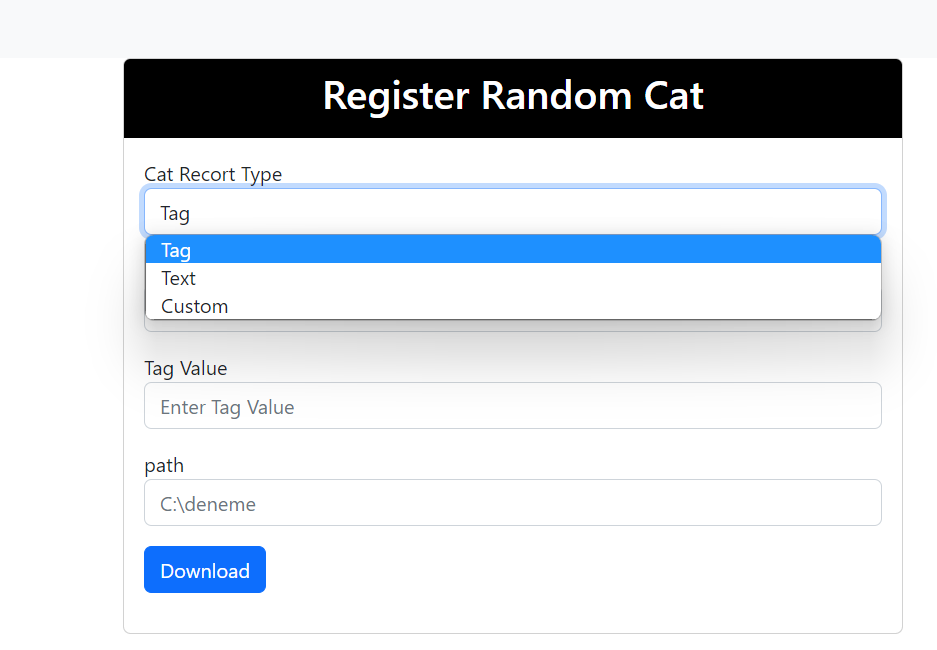 Register Random Cat
Cat Recort Type
Tag
Tag
Text
Custom
Tag Value
Enter Tag Value
path
C:\deneme
Download